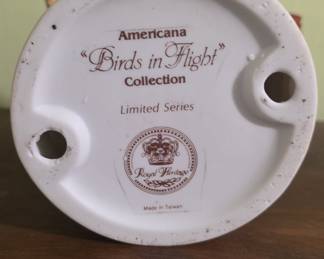 Americana
"Birds in Flight"
Collection
Limited Series
Royal Heritage
Made in Taiwan